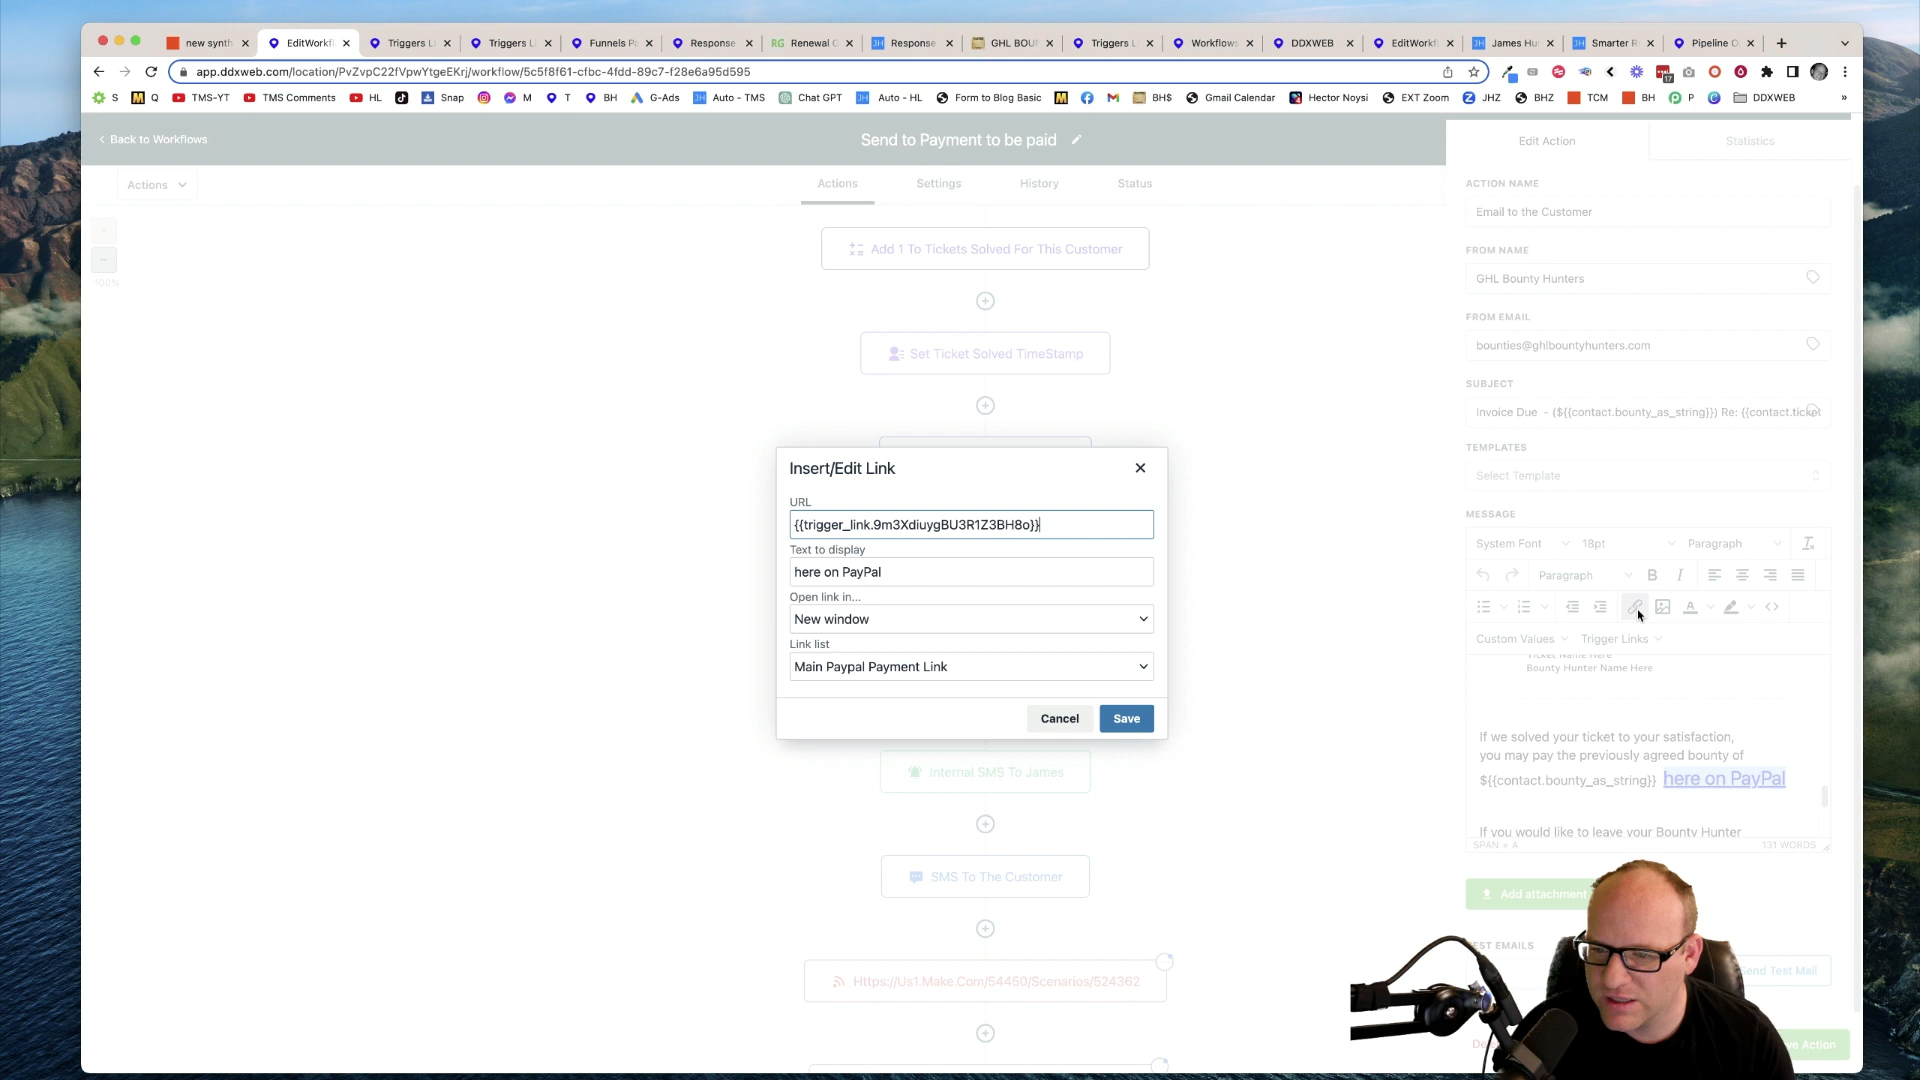 new synth
EditWorkfl
Triggers Li
Triggers Li
Funnels Pa
Response
Renewal G
Response
GHL BOUN
Triggers Li
Workflows
DDXWEB
EditWorkfl
James Hur
Smarter R
Pipeline O
app.ddxweb.com/location/PvZvpC22fVpwYtgeEKrj/workflow/5c5f8f61-cfbc-4fdd-89c7-f28e6a95d595
17
S
Q
TMS-YT
TMS Comments
HL
Snap
M
T
BH
G-Ads
Auto - TMS
Chat GPT
Auto - HL
Form to Blog Basic
BH$
Gmail Calendar
Hector Noysi
EXT Zoom
JHZ
BHZ
TCM
BH
P
DDXWEB
Back to Workflows
Send to Payment to be paid
Actions
Actions
Settings
History
Status
100%
Add 1 To Tickets Solved For This Customer
Set Ticket Solved TimeStamp
Insert/Edit Link
URL
{{trigger_link.9m3XdiuygBU3R1Z3BH8o}}
Text to display
here on PayPal
Open link in...
New window
Link list
Main Paypal Payment Link
Cancel
Save
Internal SMS To James
SMS To The Customer
Https://Us1.Make.Com/54450/Scenarios/524362
Edit Action
Statistics
ACTION NAME
Email to the Customer
FROM NAME
GHL Bounty Hunters
FROM EMAIL
bounties@ghlbountyhunters.com
SUBJECT
Invoice Due - (${{contact.bounty_as_string}}) Re: {{contact.ticket
TEMPLATES
Select Template
MESSAGE
System Font
18pt
Paragraph
Paragraph
B
I
A
Custom Values
Trigger Links
Ticket Name Here
Bounty Hunter Name Here
If we solved your ticket to your satisfaction,
you may pay the previously agreed bounty of
${{contact.bounty_as_string}} here on PayPal
If you would like to leave your Bounty Hunter
SPAN » A
131 WORDS
Add attachment
EST EMAILS
end Test Mail
De
e Action